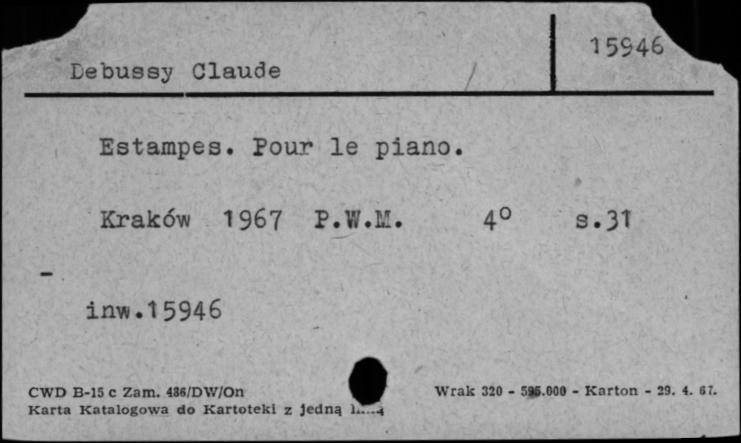 15946
Debussy Claude
Estampes. Pour le piano.
Kraków 1967 P.W.M. 4º s.31
inw.15946
CWD B-15 c Zam. 486/DW/On Wrak 320 - 595.000 - Karton - 29. 4. 67.
Karta Katalogowa do Kartoteki z jedną